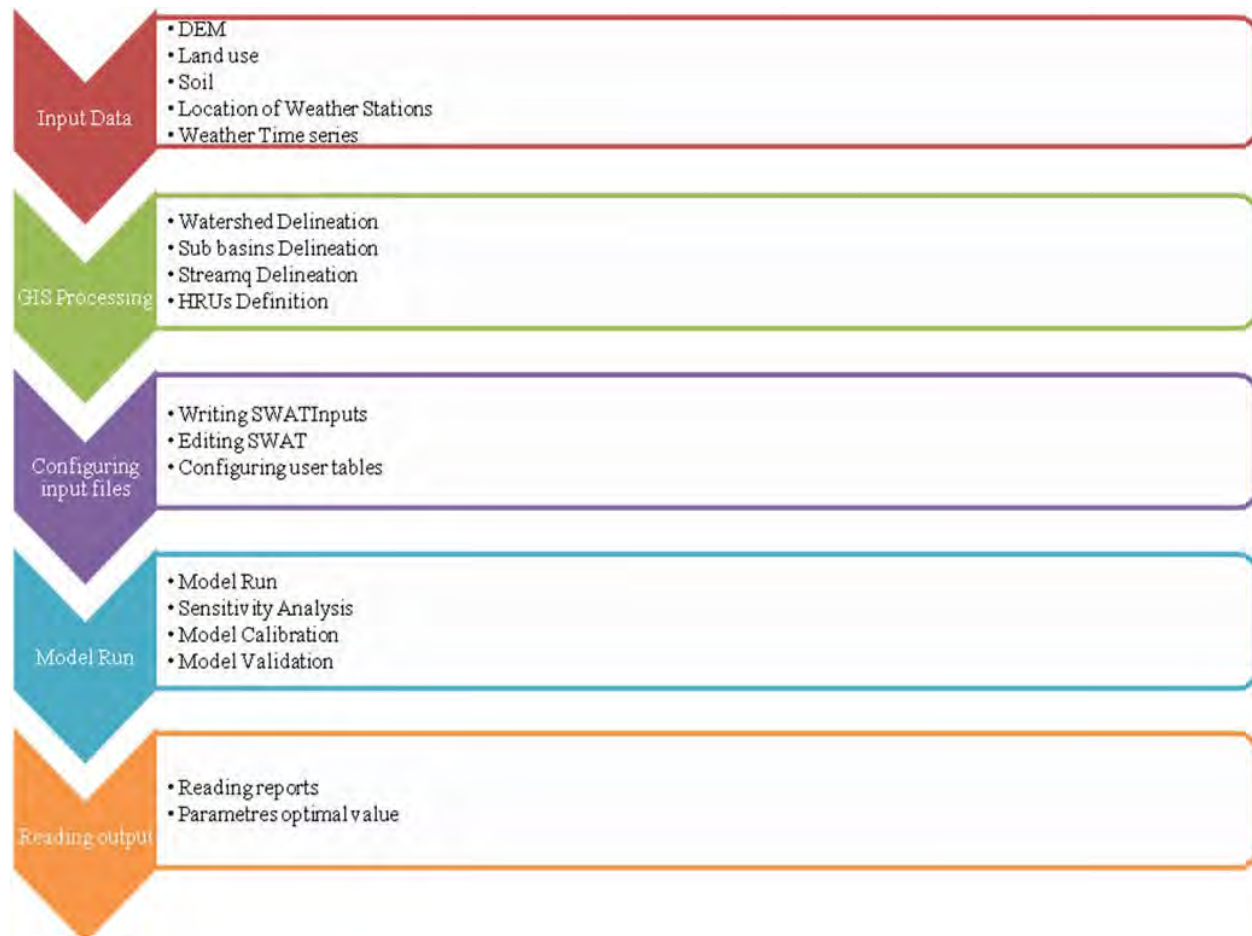 Input Data
• DEM
• Land use
• Soil
• Location of Weather Stations
• Weather Time series
GIS Processing
• Watershed Delineation
• Sub basins Delineation
• Streamq Delineation
• HRUs Definition
Configuring
input files
• Writing SWATInputs
• Editing SWAT
• Configuring user tables
Model Run
• Model Run
• Sensitivity Analysis
• Model Calibration
• Model Validation
Reading output
• Reading reports
• Parametres optimal value